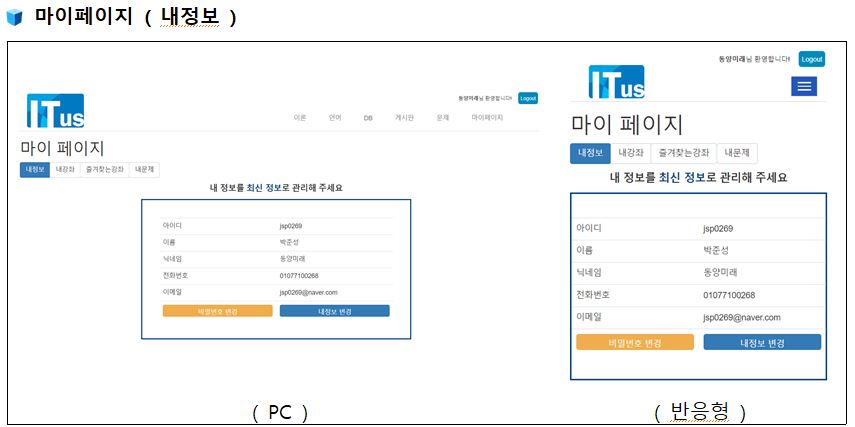 마이페이지 ( 내정보 )
ITus
동양미래님 환영합니다! Logout
이론 언어 DB 게시판 문제 마이페이지
마이 페이지
내정보 내강좌 즐겨찾는강좌 내문제
내 정보를 최신 정보로 관리해 주세요
아이디 jsp0269
이름 박준성
닉네임 동양미래
전화번호 01077100268
이메일 jsp0269@naver.com
비밀번호 변경 내정보 변경
( PC )
동양미래님 환영합니다! Logout
ITus
마이 페이지
내정보 내강좌 즐겨찾는강좌 내문제
내 정보를 최신 정보로 관리해 주세요
아이디 jsp0269
이름 박준성
닉네임 동양미래
전화번호 01077100268
이메일 jsp0269@naver.com
비밀번호 변경 내정보 변경
( 반응형 )